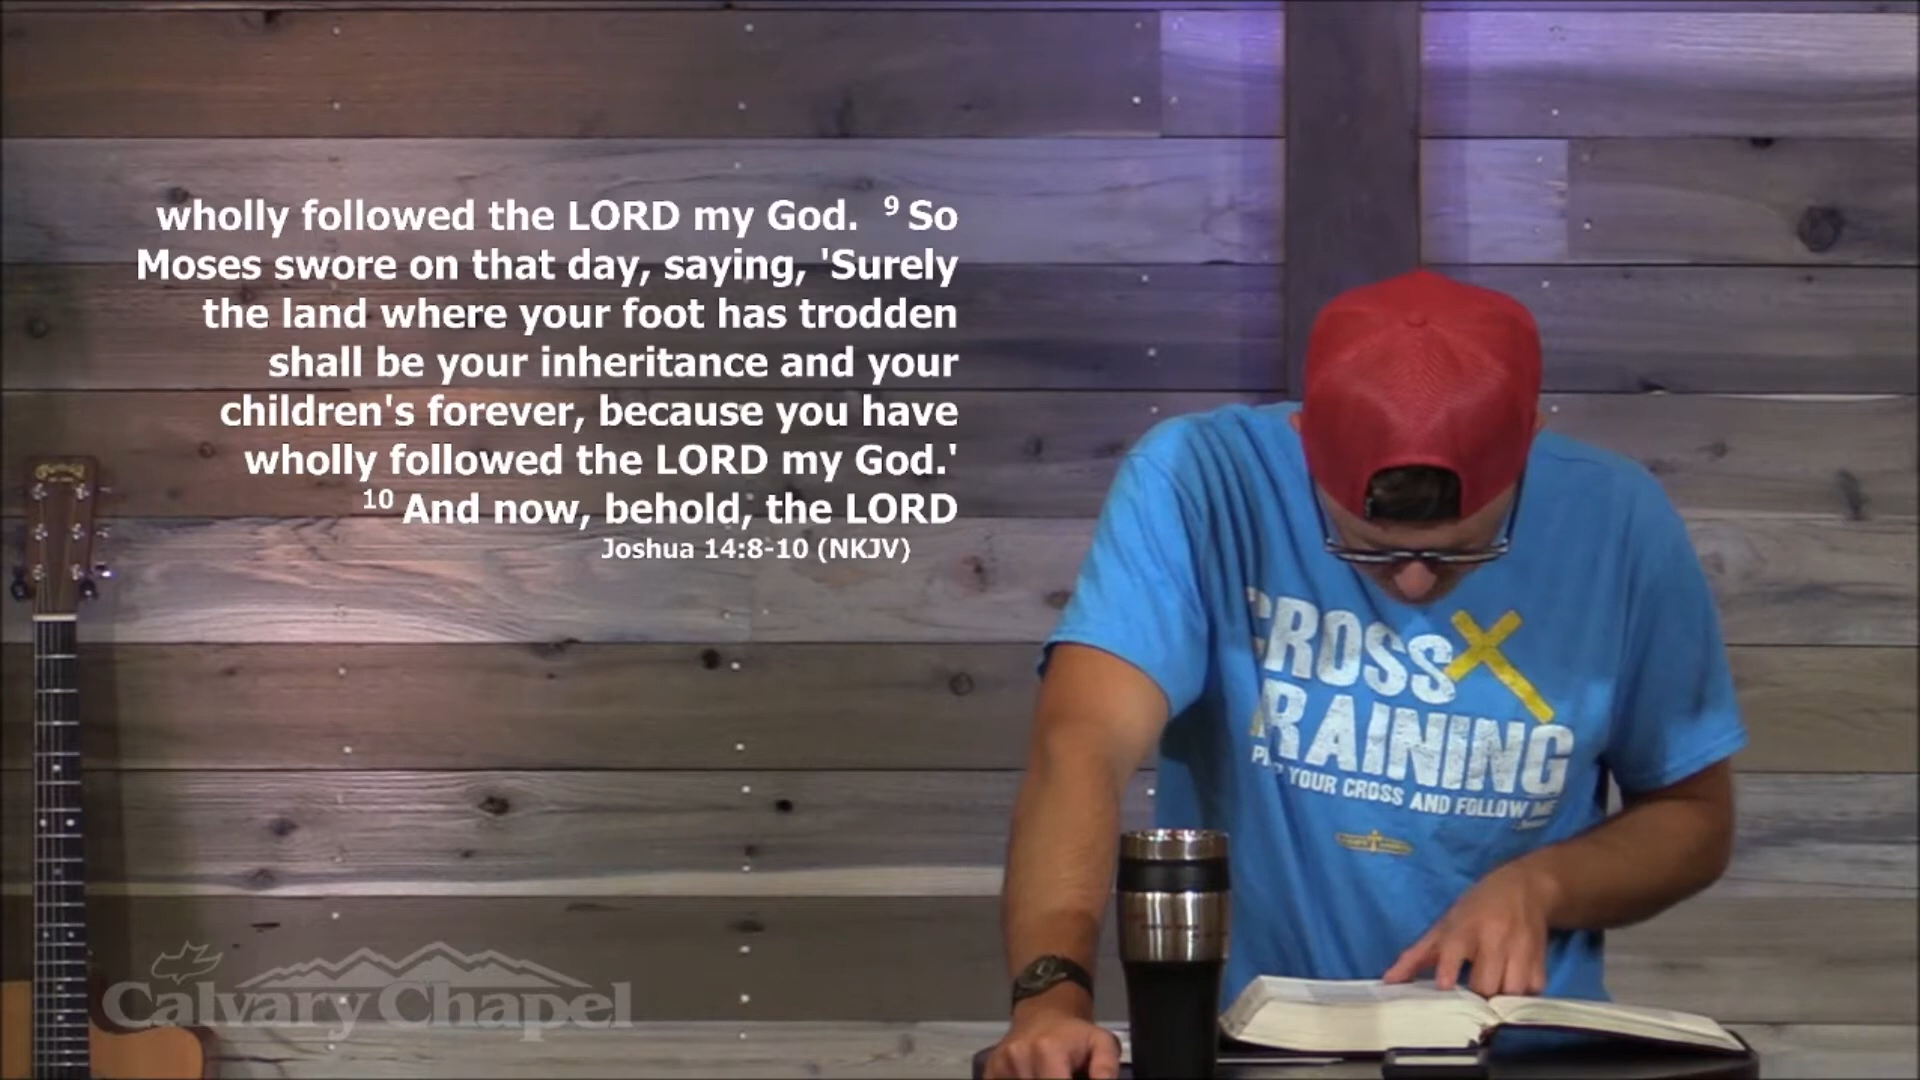 wholly followed the LORD my God. 9 So
Moses swore on that day, saying, 'Surely
the land where your foot has trodden
shall be your inheritance and your
children's forever, because you have
wholly followed the LORD my God.'
10 And now, behold, the LORD
Joshua 14:8-10 (NKJV)
CROSS
TRAINING
YOUR CROSS AND FOLLOW ME
Calvary Chapel